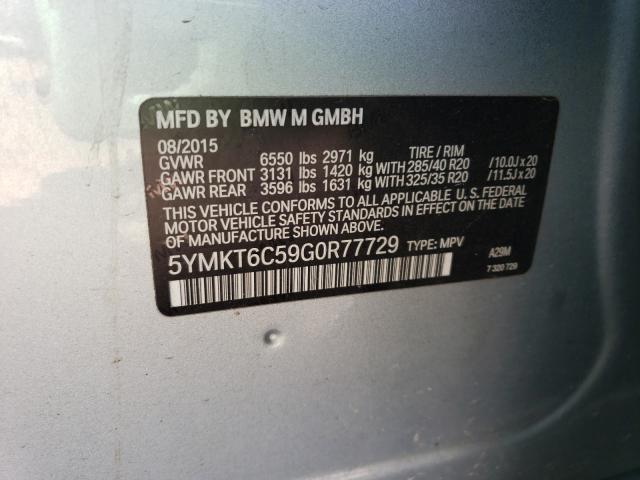 MFD BY BMW M GMBH
08/2015 TIRE / RIM
GVWR 6550 lbs 2971 kg
GAWR FRONT 3131 lbs 1420 kg WITH 285/40 R20 /10.0J x 20
GAWR REAR 3596 lbs 1631 kg WITH 325/35 R20 /11.5J x 20
THIS VEHICLE CONFORMS TO ALL APPLICABLE U. S. FEDERAL
MOTOR VEHICLE SAFETY STANDARDS IN EFFECT ON THE
DATE OF MANUFACTURE SHOWN ABOVE.
5YMKT6C59G0R77729 TYPE: MPV A29M
7 320 729